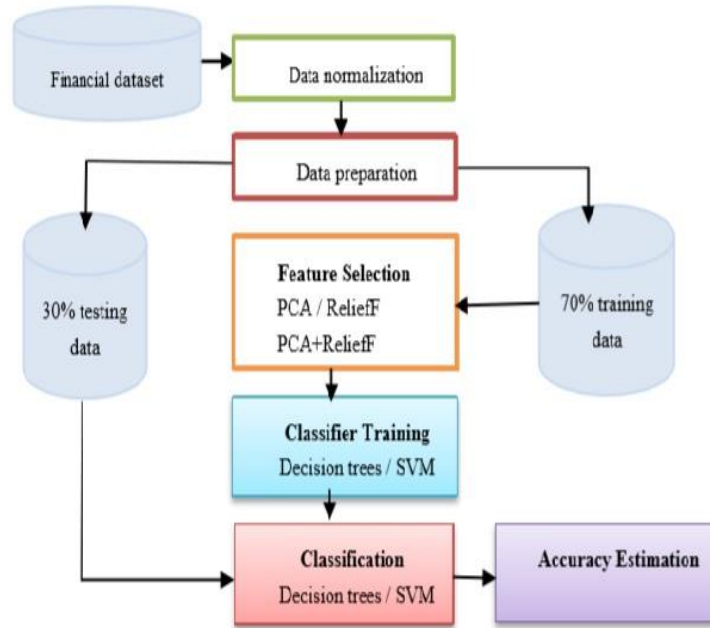 Financial dataset
Data normalization
Data preparation
30% testing
data
Feature Selection
PCA / ReliefF
PCA+ReliefF
70% training
data
Classifier Training
Decision trees / SVM
Classification
Decision trees / SVM
Accuracy Estimation